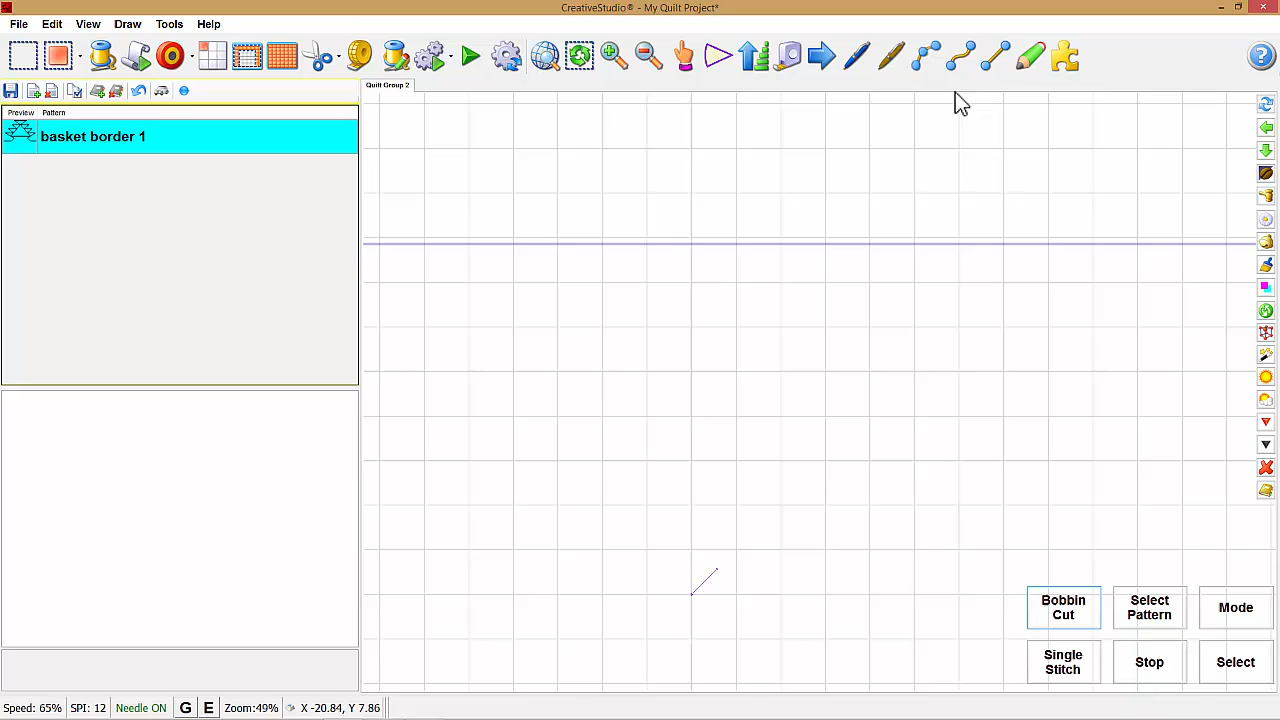 CreativeStudio® - My Quilt Project*
File Edit View Draw Tools Help
Quilt Group 2
Preview Pattern
basket border 1
Bobbin Cut
Select Pattern
Mode
Single Stitch
Stop
Select
Speed: 65% SPI: 12 Needle ON G E Zoom:49% X -20.84, Y 7.86